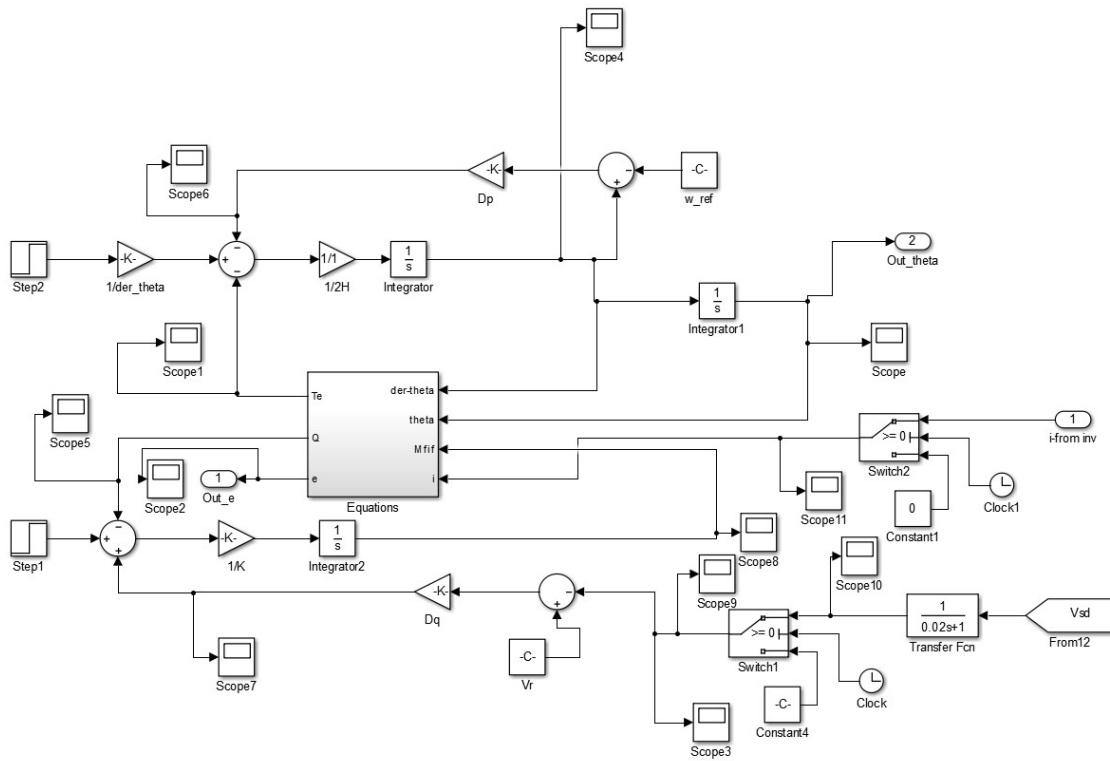 Scope4
Scope6
-K-
Dp
-C-
w_ref
Step2
-K-
1/der_theta
1/1
1/2H
1
s
Integrator
1
s
Integrator1
2
Out_theta
Scope1
Scope
Scope5
Te
Q
e
der-theta
theta
Mfif
i
Equations
Scope2
1
Out_e
>= 0
Switch2
1
i-from inv
Clock1
0
Constant1
Scope11
Step1
-K-
1/K
1
s
Integrator2
Scope8
Scope9
Scope10
-K-
Dq
-C-
Vr
Scope7
>= 0
Switch1
1
0.02s+1
Transfer Fcn
Vsd
From12
Clock
-C-
Constant4
Scope3